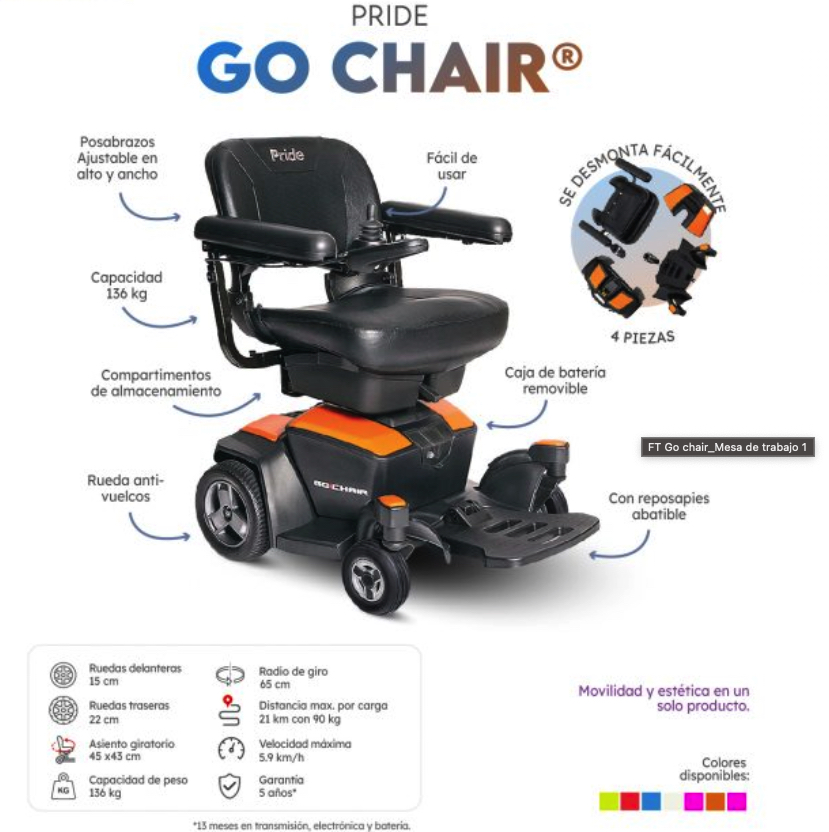 PRIDE
GO CHAIR®
Posabrazos
Ajustable en
alto y ancho
Pride
Fácil de
usar
SE DESMONTA FÁCILMENTE
Capacidad
136 kg
4 PIEZAS
Compartimentos
de almacenamiento
Caja de batería
removible
FT Go chair_Mesa de trabajo 1
Rueda anti-
vuelcos
GO CHAIR
Con reposapies
abatible
Ruedas delanteras
15 cm
Radio de giro
65 cm
Ruedas traseras
22 cm
Distancia max. por carga
21 km con 90 kg
Asiento giratorio
45 x43 cm
Velocidad máxima
5.9 km/h
KG
Capacidad de peso
136 kg
Garantía
5 años*
Movilidad y estética en un
solo producto.
Colores
disponibles:
*13 meses en transmisión, electrónica y batería.